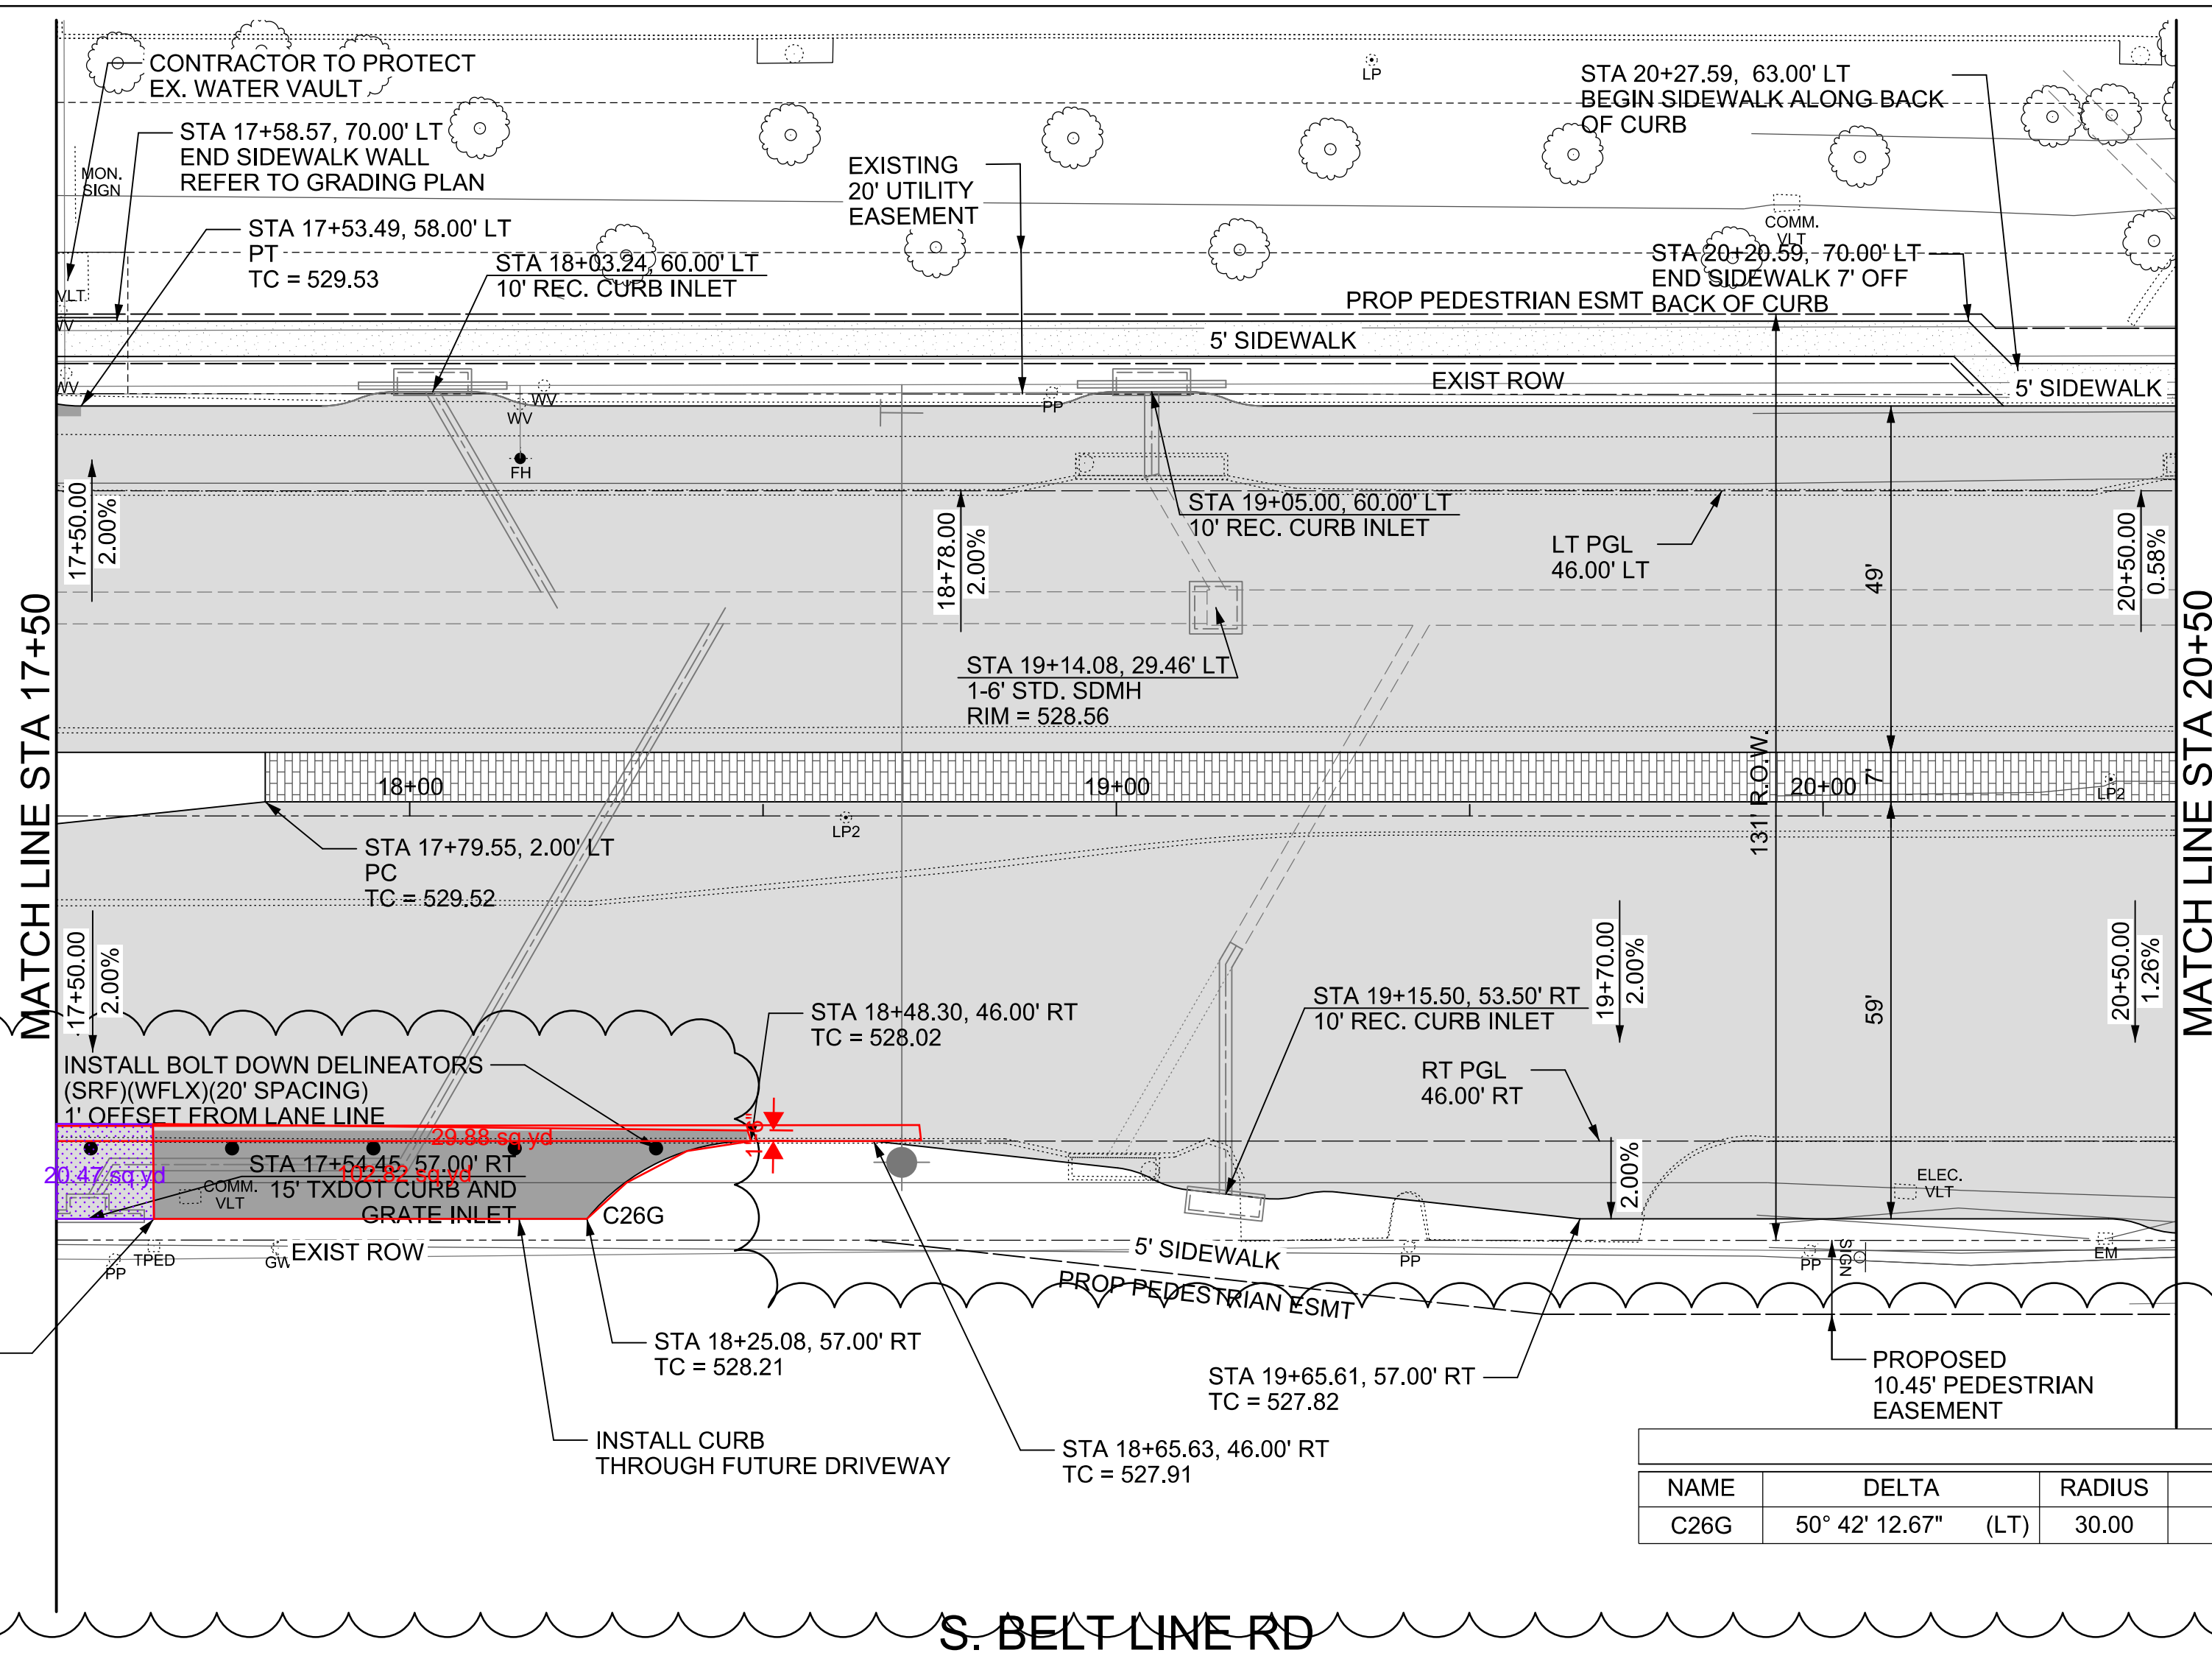 CONTRACTOR TO PROTECT
EX. WATER VAULT
STA 17+58.57, 70.00' LT
END SIDEWALK WALL
REFER TO GRADING PLAN
MON.
SIGN
STA 17+53.49, 58.00' LT
PT
TC = 529.53
STA 18+03.24, 60.00' LT
10' REC. CURB INLET
EXISTING
20' UTILITY
EASEMENT
LP
STA 20+27.59, 63.00' LT
BEGIN SIDEWALK ALONG BACK
OF CURB
COMM.
VLT
STA 20+20.59, 70.00' LT
END SIDEWALK 7' OFF
BACK OF CURB
PROP PEDESTRIAN ESMT
VLT
WV
5' SIDEWALK
EXIST ROW
5' SIDEWALK
WV
WV
WV
PP
FH
17+50.00
2.00%
18+78.00
2.00%
STA 19+05.00, 60.00' LT
10' REC. CURB INLET
LT PGL
46.00' LT
49'
20+50.00
0.58%
MATCH LINE STA 17+50
MATCH LINE STA 20+50
STA 19+14.08, 29.46' LT
1-6' STD. SDMH
RIM = 528.56
131' R.O.W.
7'
18+00
19+00
20+00
LP2
LP2
STA 17+79.55, 2.00' LT
PC
TC = 529.52
17+50.00
2.00%
19+70.00
2.00%
20+50.00
1.26%
59'
STA 18+48.30, 46.00' RT
TC = 528.02
STA 19+15.50, 53.50' RT
10' REC. CURB INLET
RT PGL
46.00' RT
INSTALL BOLT DOWN DELINEATORS
(SRF)(WFLX)(20' SPACING)
1' OFFSET FROM LANE LINE
29.88 sq yd
20.47 sq yd
102.82 sq yd
STA 17+54.45, 57.00' RT
15' TXDOT CURB AND
GRATE INLET
COMM.
VLT
C26G
2.00%
ELEC.
VLT
EXIST ROW
PP
TPED
GW
5' SIDEWALK
PROP PEDESTRIAN ESMT
PP
PP
SIGN
EM
STA 18+25.08, 57.00' RT
TC = 528.21
STA 19+65.61, 57.00' RT
TC = 527.82
PROPOSED
10.45' PEDESTRIAN
EASEMENT
INSTALL CURB
THROUGH FUTURE DRIVEWAY
STA 18+65.63, 46.00' RT
TC = 527.91
NAME DELTA RADIUS
C26G 50° 42' 12.67" (LT) 30.00
S. BELT LINE RD